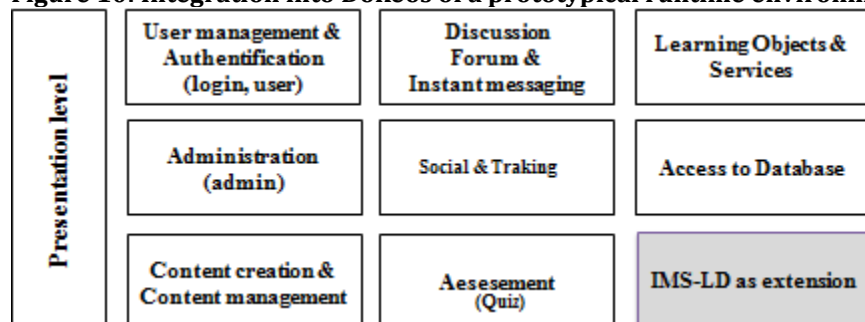 Figure Integration into Dokeos of a prototypical runtime
User management &
Authentification
(login, user)
Discussion
Forum &
Instant messaging
Learning Objects &
Services
Presentation level
Administration
(admin)
Social & Traking
Access to Database
Content creation &
Content management
Aesesement
(Quiz)
IMS-LD as extension